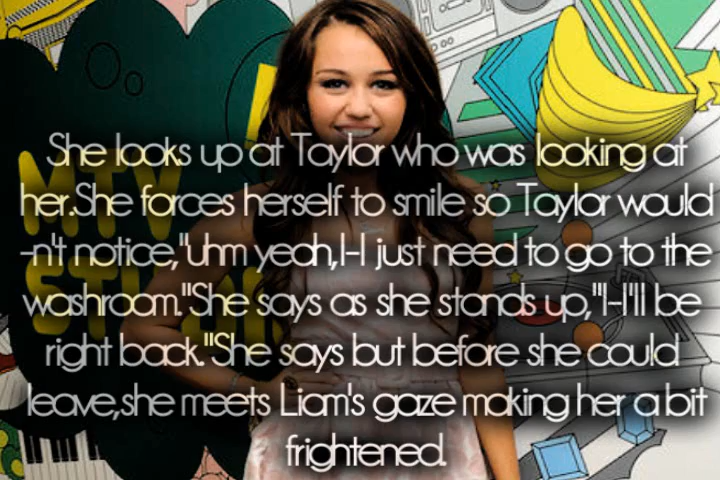 MTV
STUDIO
She looks up at Taylor who was looking at
her.She forces herself to smile so Taylor would
-n't notice,"uhm yeah,I-I just need to go to the
washroom."She says as she stands up,"I-I'll be
right back."She says but before she could
leave,she meets Liam's gaze making her a bit
frightened.